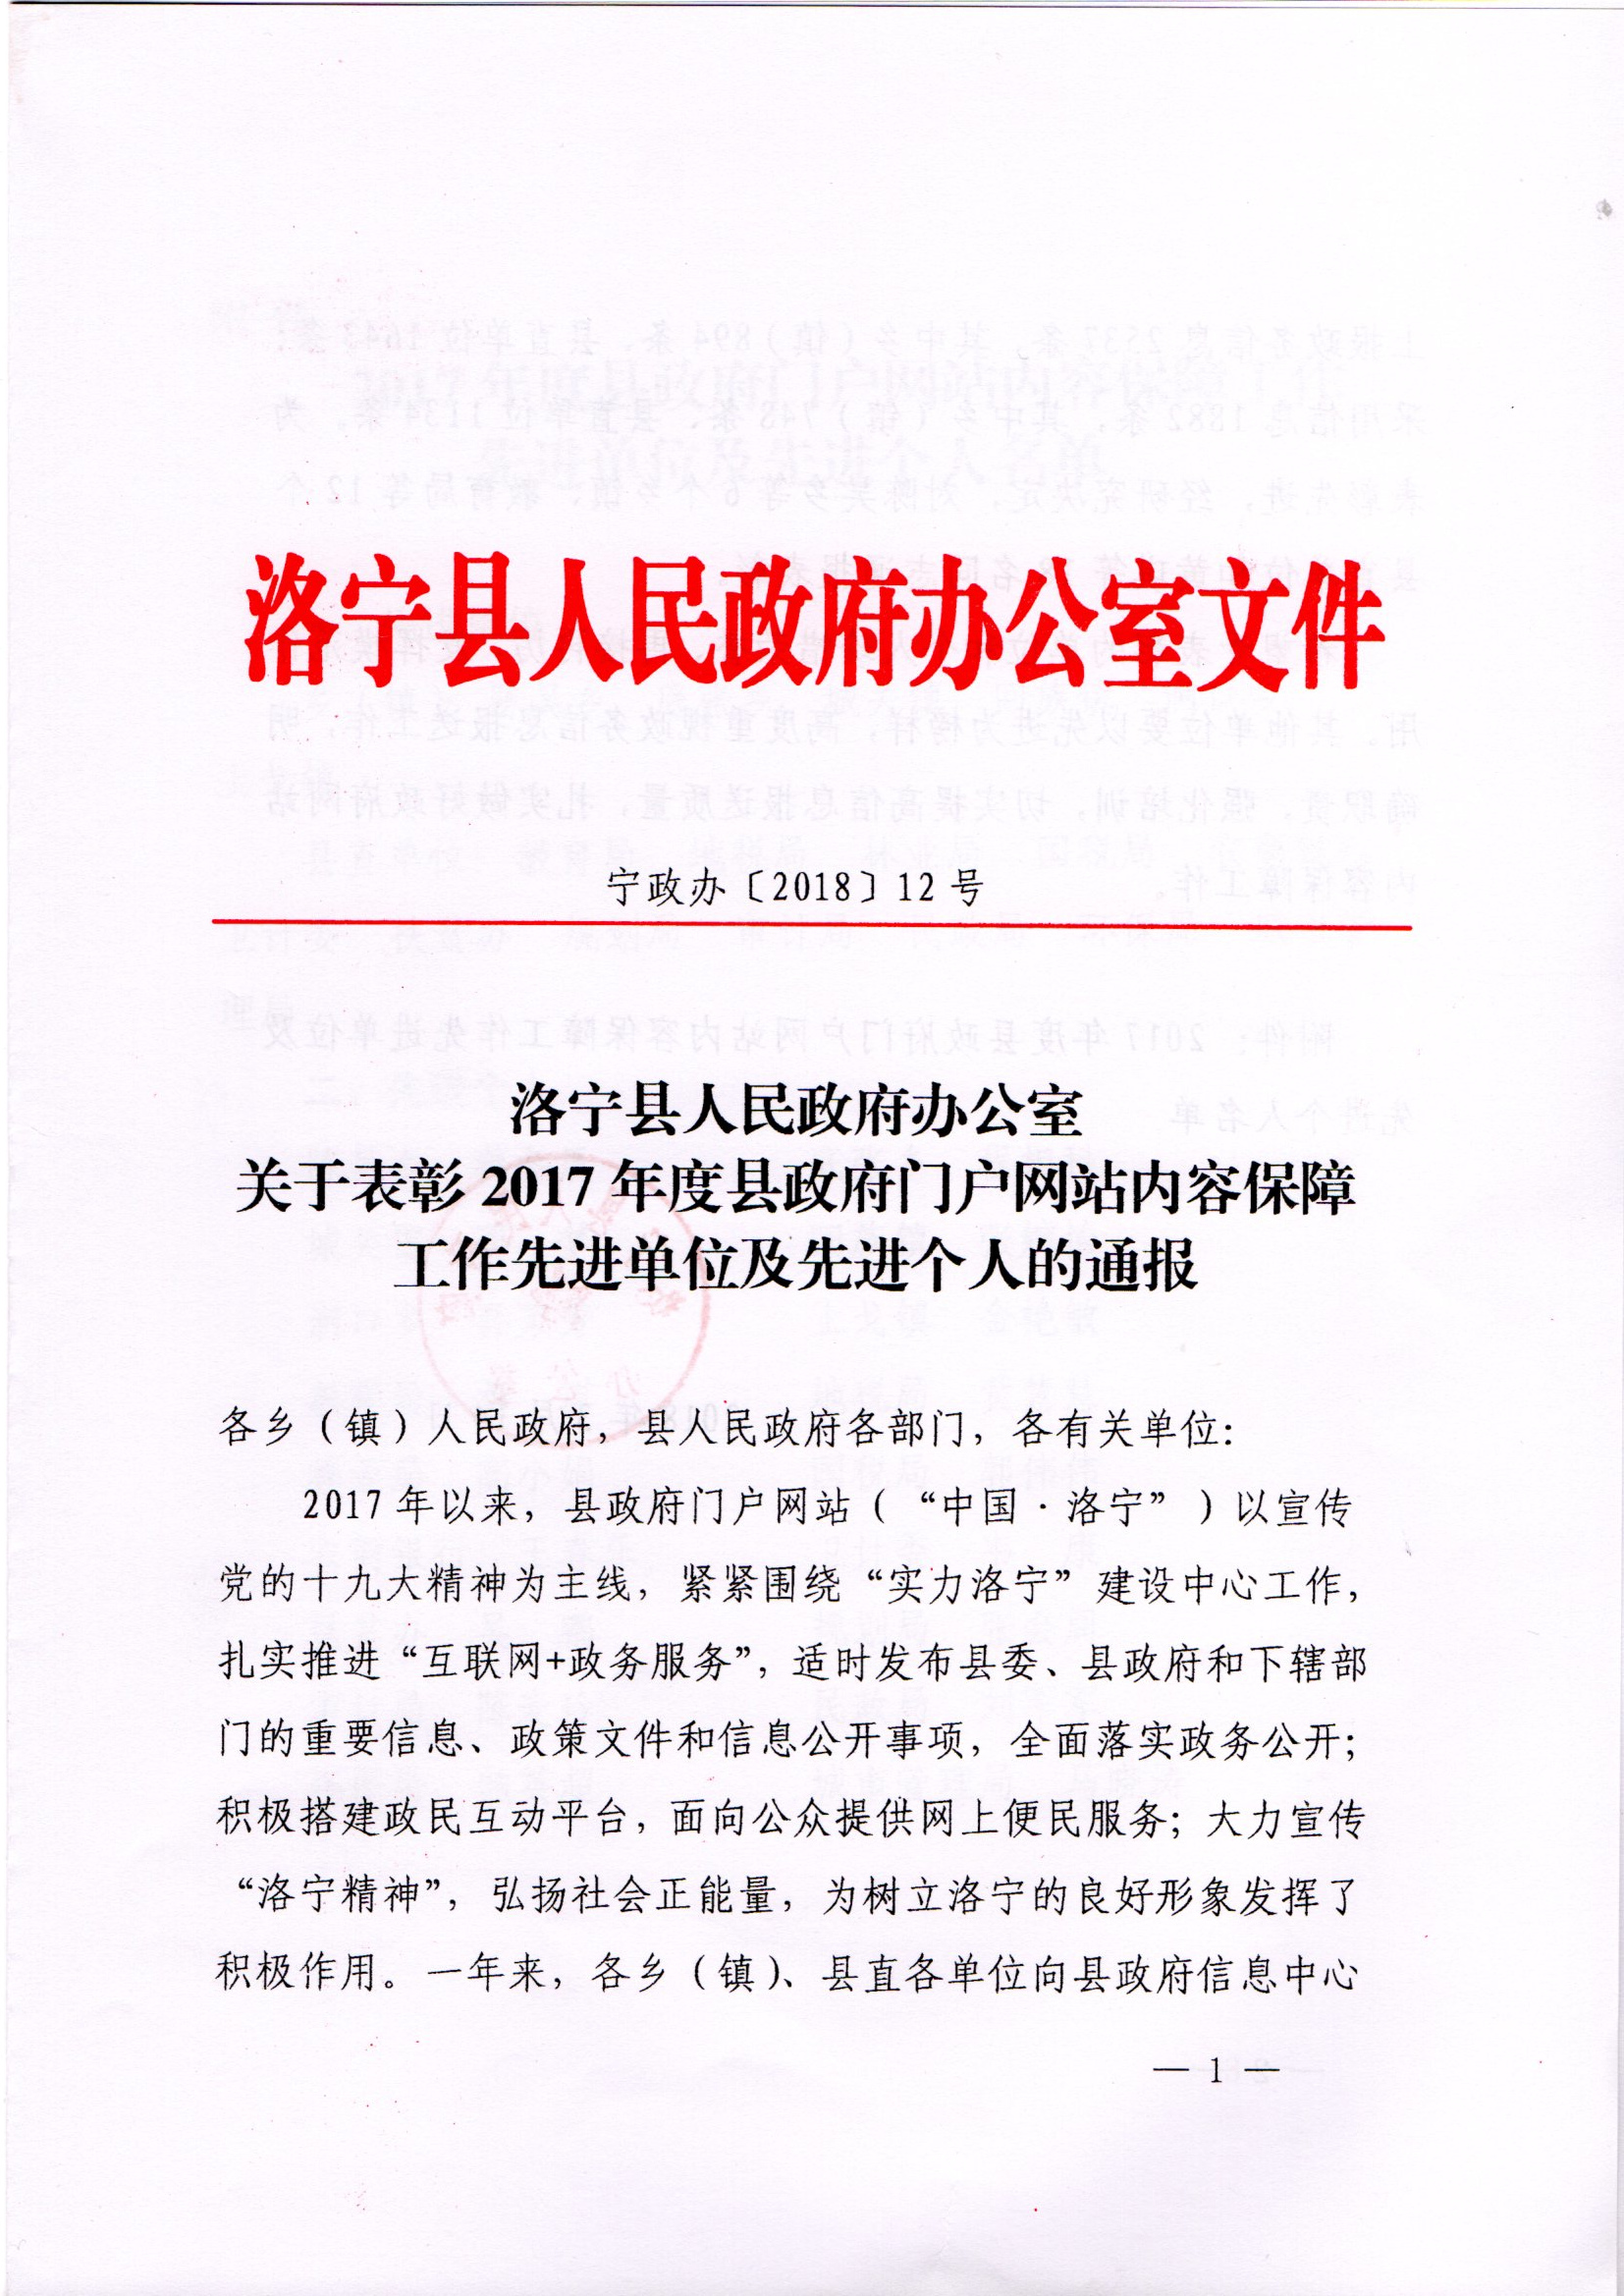 洛宁县人民政府办公室文件
宁政办〔2018〕12号
洛宁县人民政府办公室
关于表彰2017年度县政府门户网站内容保障
工作先进单位及先进个人的通报
各乡（镇）人民政府，县人民政府各部门，各有关单位：
2017年以来，县政府门户网站（“中国·洛宁”）以宣传
党的十九大精神为主线，紧紧围绕“实力洛宁”建设中心工作，
扎实推进“互联网+政务服务”，适时发布县委、县政府和下辖部
门的重要信息、政策文件和信息公开事项，全面落实政务公开；
积极搭建政民互动平台，面向公众提供网上便民服务；大力宣传
“洛宁精神”，弘扬社会正能量，为树立洛宁的良好形象发挥了
积极作用。一年来，各乡（镇）、县直各单位向县政府信息中心
— 1 —